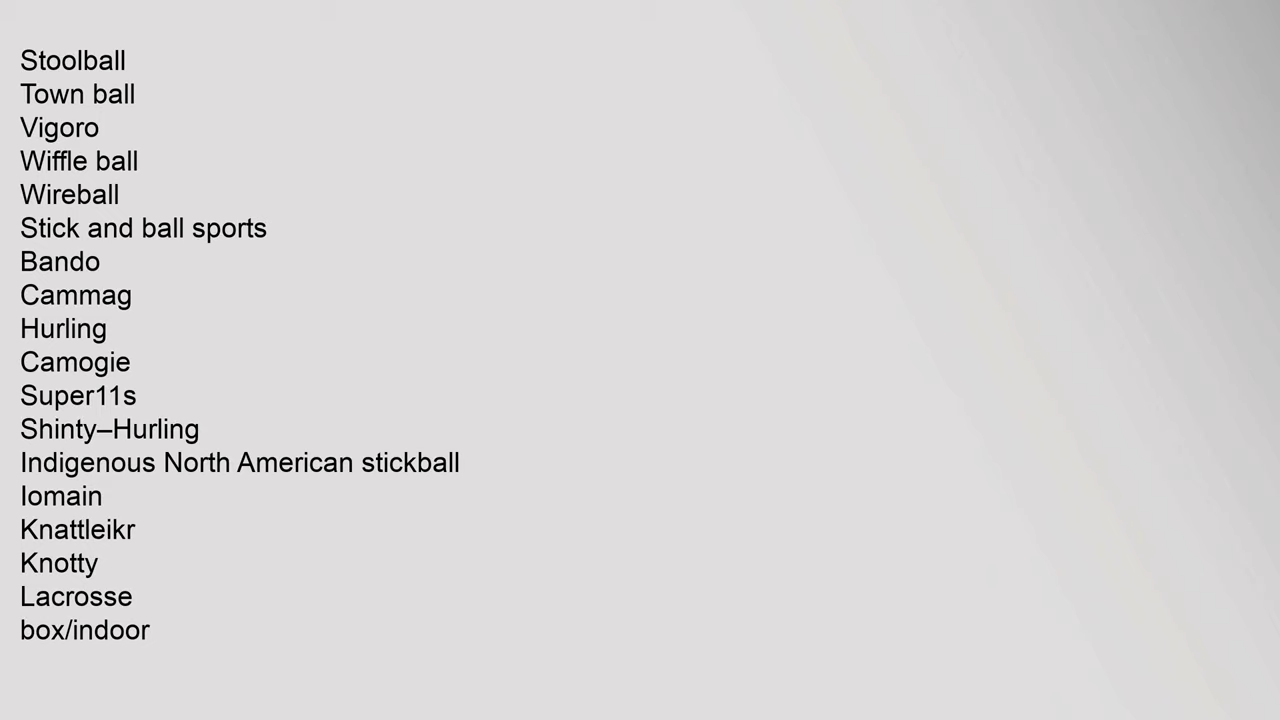 Stoolball
Town ball
Vigoro
Wiffle ball
Wireball
Stick and ball sports
Bando
Cammag
Hurling
Camogie
Super11s
Shinty–Hurling
Indigenous North American stickball
Iomain
Knattleikr
Knotty
Lacrosse
box/indoor